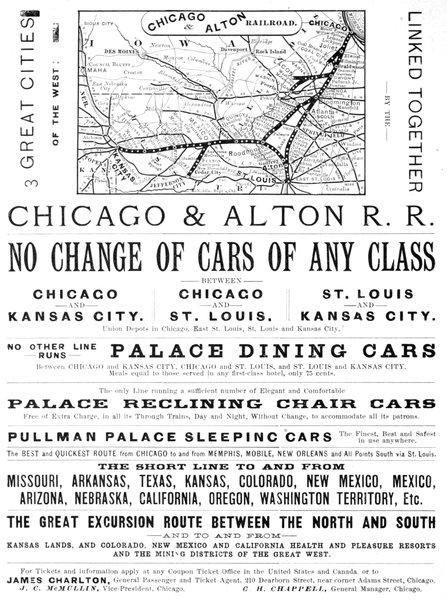 3 GREAT CITIES
OF THE WEST:
LINKED TOGETHER
BY THE
CHICAGO & ALTON RAILROAD.
CHICAGO
SIOUX CITY
IOWA
DES MOINES
Davenport
Rock Island
COUNCIL BLUFFS
OMAHA
Bloomington
KANSAS CITY
JEFFERSON CITY
Cedar City
ST. LOUIS
Centralia
CHICAGO & ALTON R. R.
NO CHANGE OF CARS OF ANY CLASS
BETWEEN
CHICAGO
AND
KANSAS CITY.
CHICAGO
AND
ST. LOUIS,
ST. LOUIS
AND
KANSAS CITY.
Union Depots in Chicago, East St. Louis, St. Louis and Kansas City.
NO OTHER LINE
RUNS
PALACE DINING CARS
Between CHICAGO and KANSAS CITY, CHICAGO and ST. LOUIS, and ST. LOUIS and KANSAS CITY.
Meals equal to those served in any first-class hotel, only 75 cents.
The only Line running a sufficient number of Elegant and Comfortable
PALACE RECLINING CHAIR CARS
Free of Extra Charge, in all its Through Trains, Day and Night, Without Change, to accommodate all its patrons.
PULLMAN PALACE SLEEPING CARS
The Finest, Best and Safest
in use anywhere.
The BEST and QUICKEST ROUTE from CHICAGO to and from MEMPHIS, MOBILE, NEW ORLEANS and All Points South via St. Louis.
THE SHORT LINE TO AND FROM
MISSOURI, ARKANSAS, TEXAS, KANSAS, COLORADO, NEW MEXICO, MEXICO,
ARIZONA, NEBRASKA, CALIFORNIA, OREGON, WASHINGTON TERRITORY, Etc.
THE GREAT EXCURSION ROUTE BETWEEN THE NORTH AND SOUTH
AND TO AND FROM
KANSAS LANDS, AND COLORADO, NEW MEXICO AND CALIFORNIA HEALTH AND PLEASURE RESORTS
AND THE MINING DISTRICTS OF THE GREAT WEST.
For Tickets and information apply at any Coupon Ticket Office in the United States and Canada, or to
JAMES CHARLTON, General Passenger and Ticket Agent, 210 Dearborn Street, near corner Adams Street, Chicago.
J. C. McMULLIN, Vice-President, Chicago.
C. H. CHAPPELL, General Manager, Chicago.